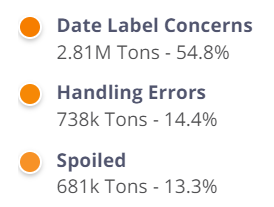 Date Label Concerns
2.81M Tons - 54.8%
Handling Errors
738k Tons - 14.4%
Spoiled
681k Tons - 13.3%